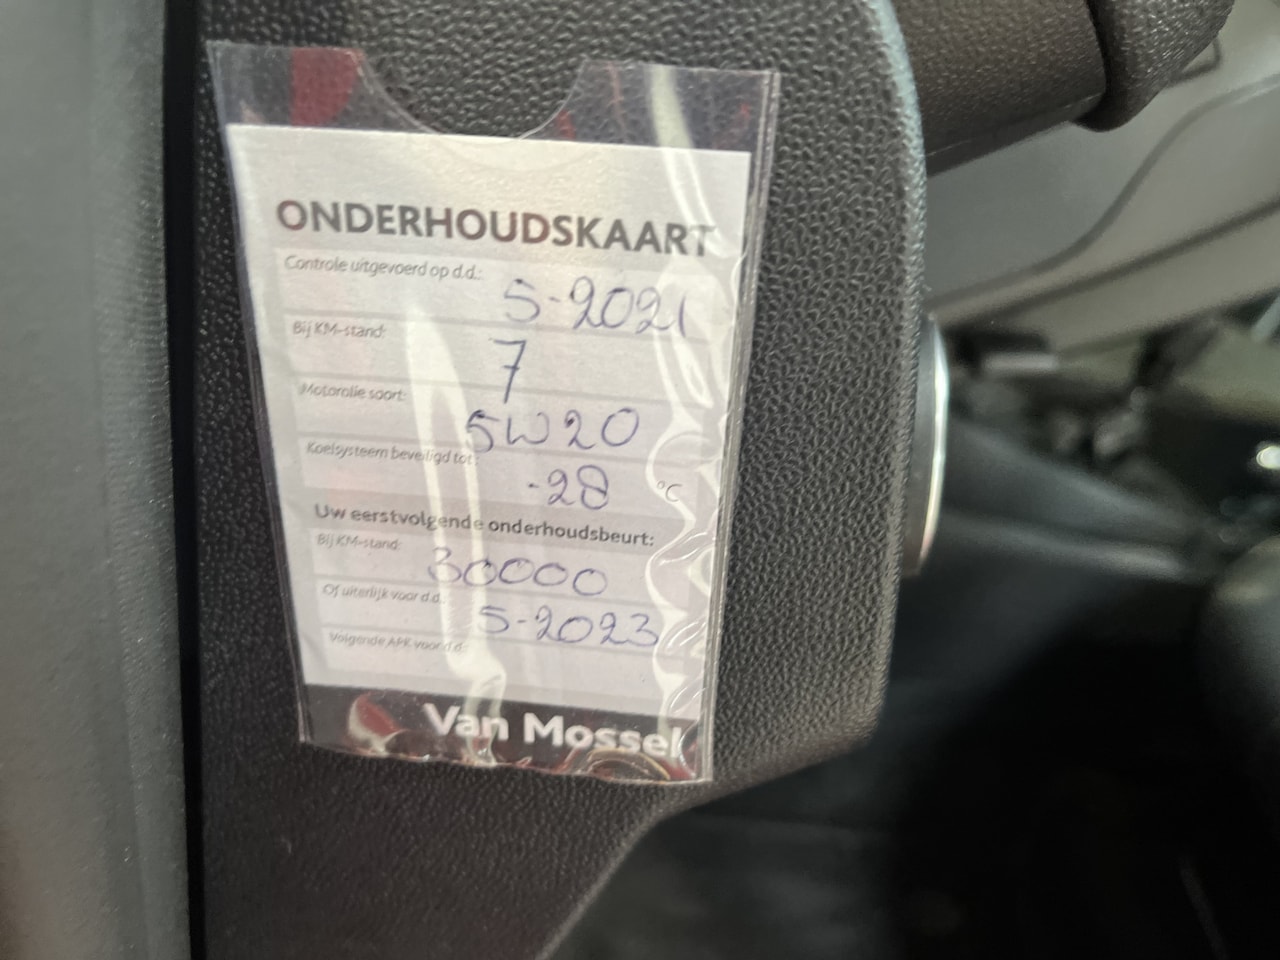 ONDERHOUDSKAART
Controle uitgevoerd op d.d.:
5-2021
Bij KM-stand:
7
Motorolie soort:
5W20
Koelsysteem beveiligd tot:
-28 °C
Uw eerstvolgende onderhoudsbeurt:
Bij KM-stand:
30000
Of uiterlijk voor d.d.:
5-2023
Volgende APK voor d.d.:
Van Mossel